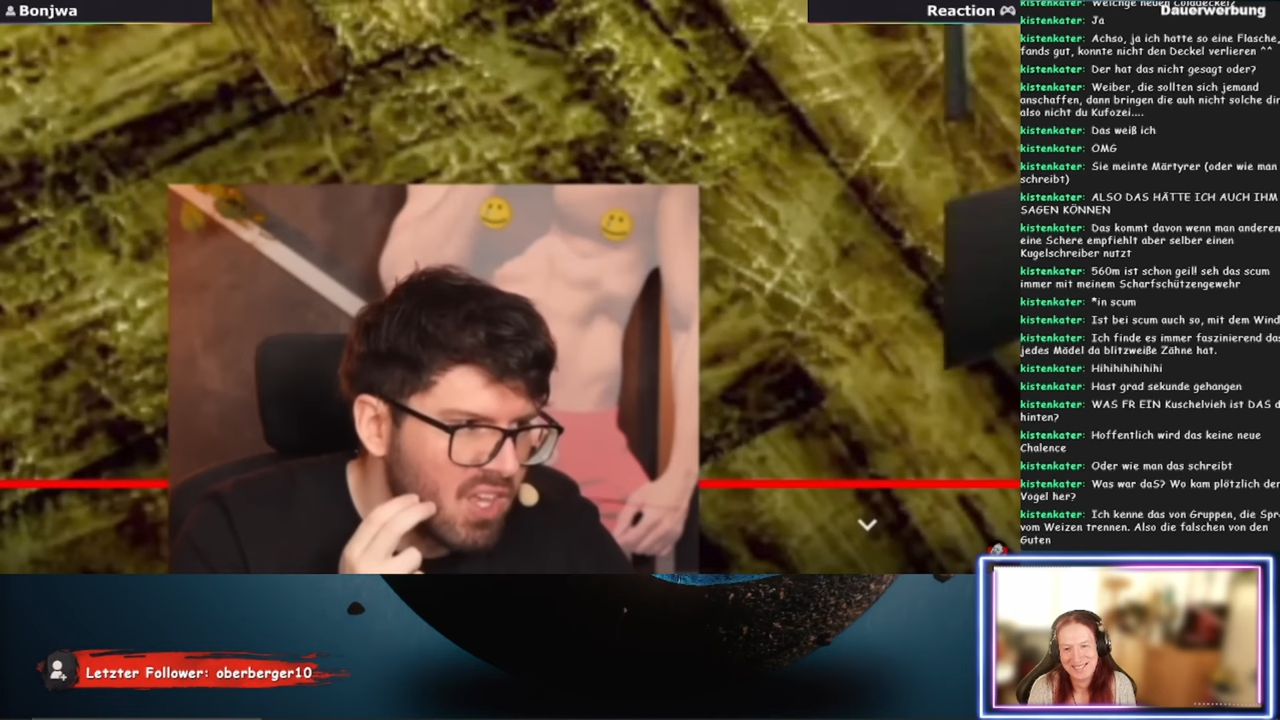 Bonjwa
Reaction
Dauerwerbung
kistenkater: Ja
kistenkater: Achso, ja ich hatte so eine Flasche,
fands gut, konnte nicht den Deckel verlieren ^^
kistenkater: Der hat das nicht gesagt oder?
kistenkater: Weiber, die sollten sich jemand
anschaffen, dann bringen die auh nicht solche
also nicht du Kufozei....
kistenkater: Das weiß ich
kistenkater: OMG
kistenkater: Sie meinte Märtyrer (oder wie man
schreibt)
kistenkater: ALSO DAS HÄTTE ICH AUCH IHM
SAGEN KÖNNEN
kistenkater: Das kommt davon wenn man anderen
eine Schere empfiehlt aber selber einen
Kugelschreiber nutzt
kistenkater: 560m ist schon geil! seh das scum
immer mit meinem Scharfschützengewehr
kistenkater: *in scum
kistenkater: Ist bei scum auch so, mit dem Wind
kistenkater: Ich finde es immer faszinierend
jedes Mädel da blitzweiße Zähne hat.
kistenkater: Hihihihihihihi
kistenkater: Hast grad sekunde gehangen
kistenkater: WAS FR EIN Kuschelvieh ist DAS
hinten?
kistenkater: Hoffentlich wird das keine neue
Chalence
kistenkater: Oder wie man das schreibt
kistenkater: Was war daS? Wo kam plötzlich der
Vogel her?
kistenkater: Ich kenne das von Gruppen, die
vom Weizen trennen. Also die falschen von den
Guten
Letzter Follower: oberberger10